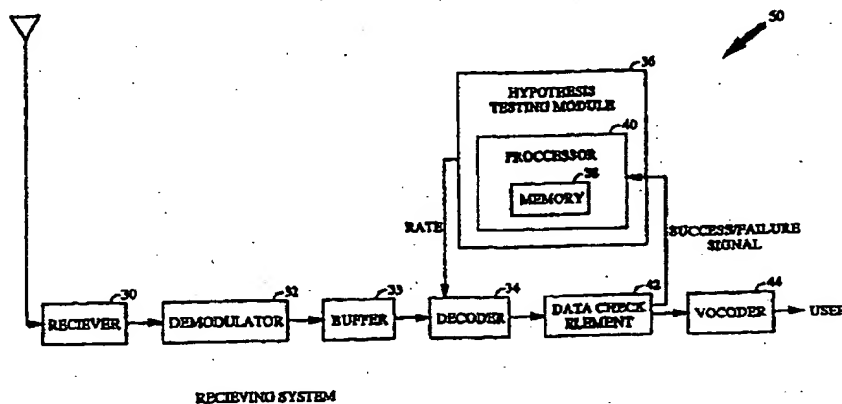 50
36
HYPOTHESIS
TESTING MODULE
40
PROCCESSOR
38
MEMORY
RATE
SUCCESS/FAILURE
SIGNAL
30
RECIEVER
32
DEMODULATOR
33
BUFFER
34
DECODER
42
DATA CHECK
ELEMENT
44
VOCODER
USER
RECIEVING SYSTEM